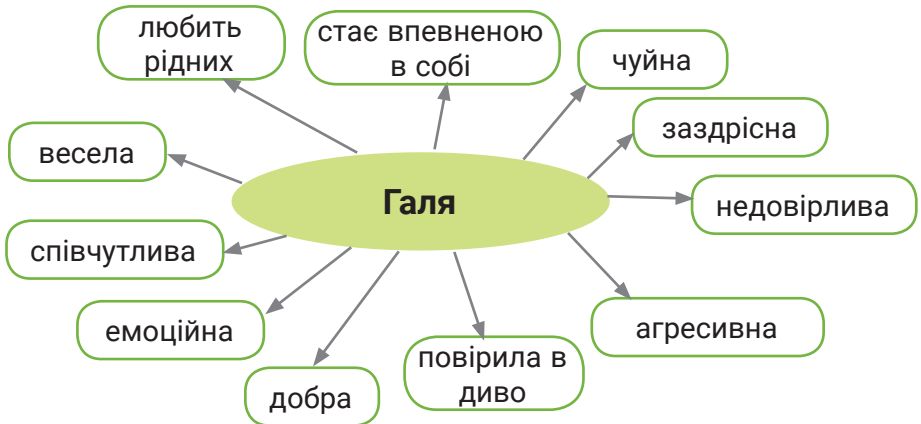 любить
рідних
стає впевненою
в собі
чуйна
заздрісна
весела
Галя
недовірлива
співчутлива
емоційна
агресивна
повірила в
диво
добра